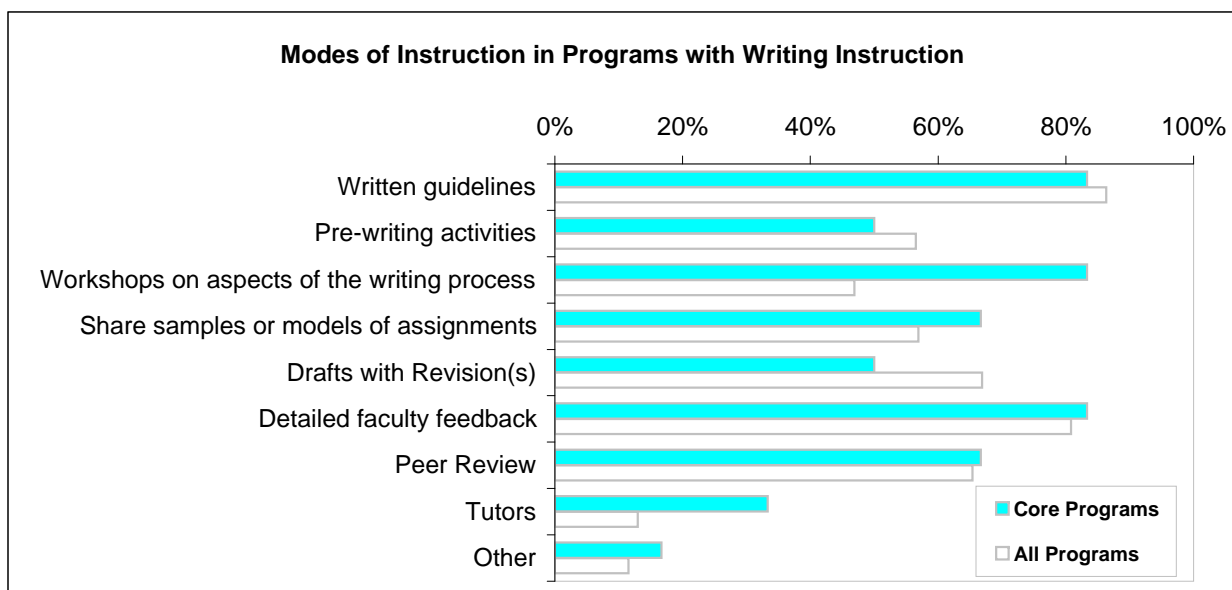 Modes of Instruction in Programs with Writing Instruction
0% 20% 40% 60% 80% 100%
Written guidelines
Pre-writing activities
Workshops on aspects of the writing process
Share samples or models of assignments
Drafts with Revision(s)
Detailed faculty feedback
Peer Review
Tutors
Other
Core Programs
All Programs